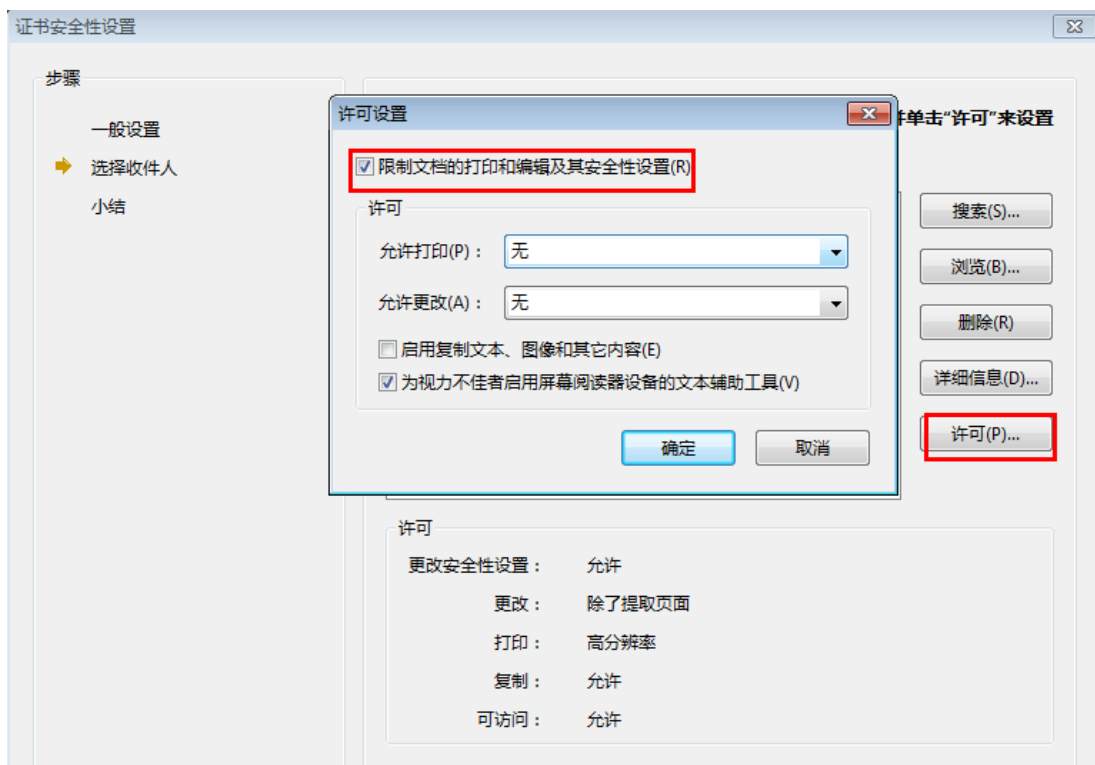 证书安全性设置
步骤
一般设置
选择收件人
小结
单击“许可”来设置
许可设置
限制文档的打印和编辑及其安全性设置(R)
许可
允许打印(P)： 无
允许更改(A)： 无
启用复制文本、图像和其它内容(E)
为视力不佳者启用屏幕阅读器设备的文本辅助工具(V)
确定 取消
搜索(S)...
浏览(B)...
删除(R)
详细信息(D)...
许可(P)...
许可
更改安全性设置： 允许
更改： 除了提取页面
打印： 高分辨率
复制： 允许
可访问： 允许